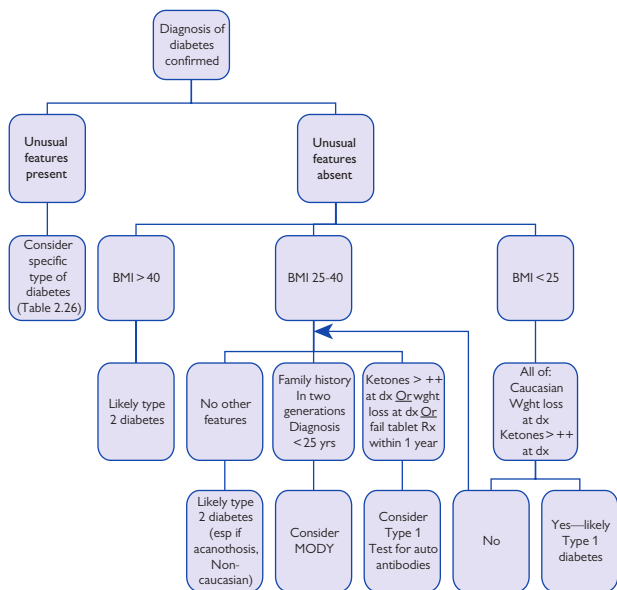 Diagnosis of
diabetes
confirmed
Unusual
features
present
Unusual
features
absent
Consider
specific
type of
diabetes
(Table 2.26)
BMI > 40
BMI 25-40
BMI < 25
Likely type
2 diabetes
No other
features
Family history
In two
generations
Diagnosis
< 25 yrs
Ketones > ++
at dx Or wght
loss at dx Or
fail tablet Rx
within 1 year
All of:
Caucasian
Wght loss
at dx
Ketones > ++
at dx
Likely type
2 diabetes
(esp if
acanothosis,
Non-
caucasian)
Consider
MODY
Consider
Type 1
Test for auto
antibodies
No
Yes—likely
Type 1
diabetes